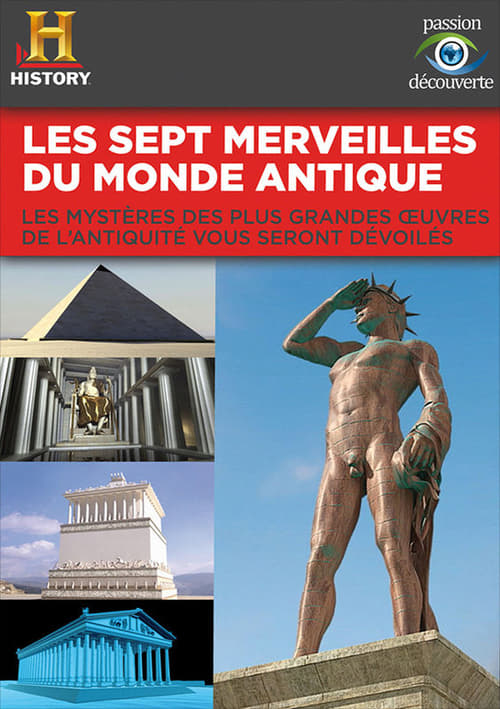 H
HISTORY
passion
découverte
LES SEPT MERVEILLES
DU MONDE ANTIQUE
LES MYSTÈRES DES PLUS GRANDES ŒUVRES
DE L'ANTIQUITÉ VOUS SERONT DÉVOILÉS